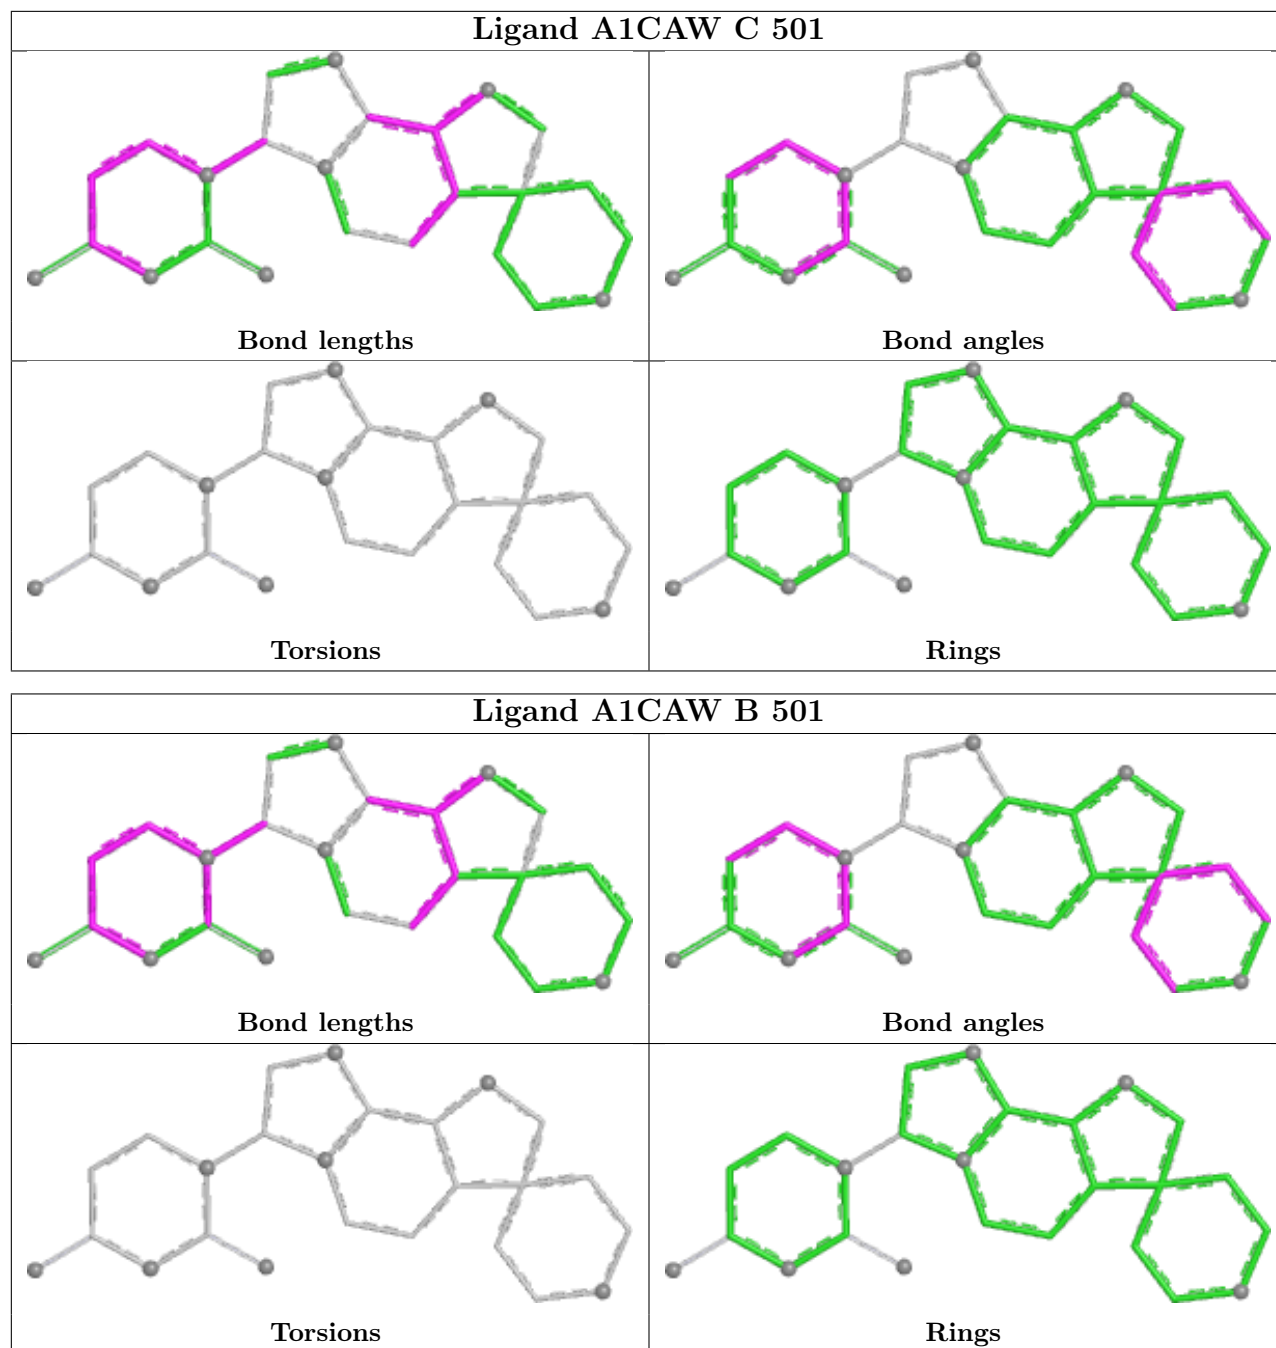 Ligand A1CAW C 501
Bond lengths
Bond angles
Torsions
Rings
Ligand A1CAW B 501
Bond lengths
Bond angles
Torsions
Rings